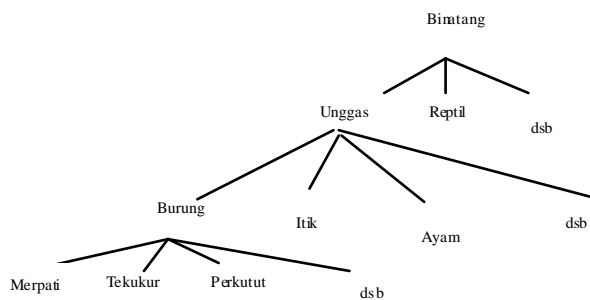 Binatang
Unggas Reptil dsb
Burung Itik Ayam dsb
Merpati Tekukur Perkutut dsb